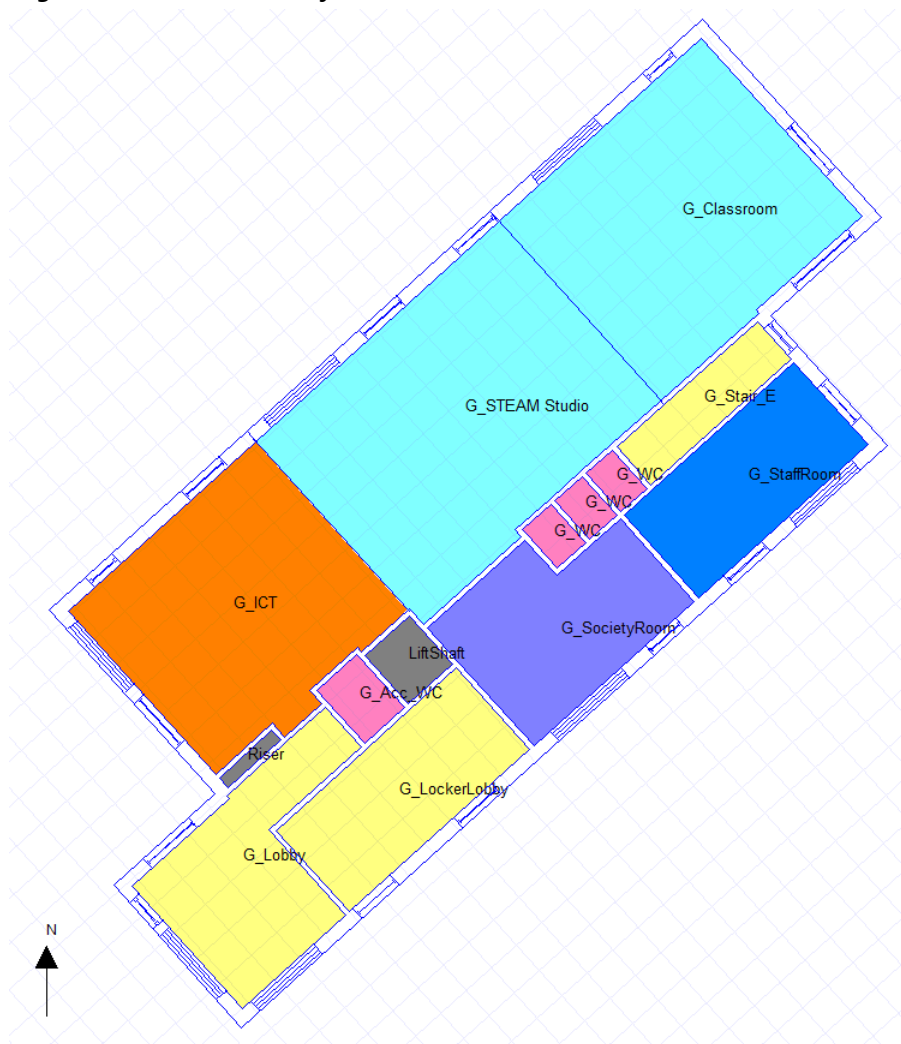 G_Classroom
G_Stair_E
G_STEAM Studio
G_StaffRoom
G_WC
G_WC
G_WC
G_ICT
G_SocietyRoom
LiftShaft
G_Acc_WC
Riser
G_LockerLobby
G_Lobby
N